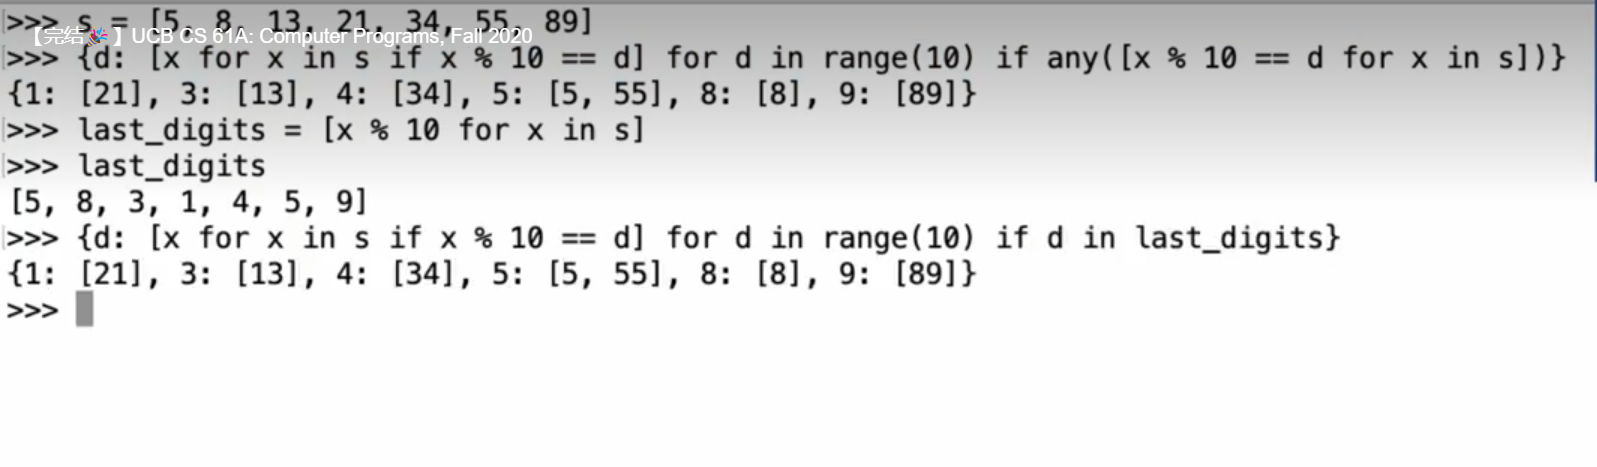 >>> s = [5, 8, 13, 21, 34, 55, 89]
【完结🎉】UCB CS 61A: Computer Programs, Fall 2020
>>> {d: [x for x in s if x % 10 == d] for d in range(10) if any([x % 10 == d for x in s])}
{1: [21], 3: [13], 4: [34], 5: [5, 55], 8: [8], 9: [89]}
>>> last_digits = [x % 10 for x in s]
>>> last_digits
[5, 8, 3, 1, 4, 5, 9]
>>> {d: [x for x in s if x % 10 == d] for d in range(10) if d in last_digits}
{1: [21], 3: [13], 4: [34], 5: [5, 55], 8: [8], 9: [89]}
>>>